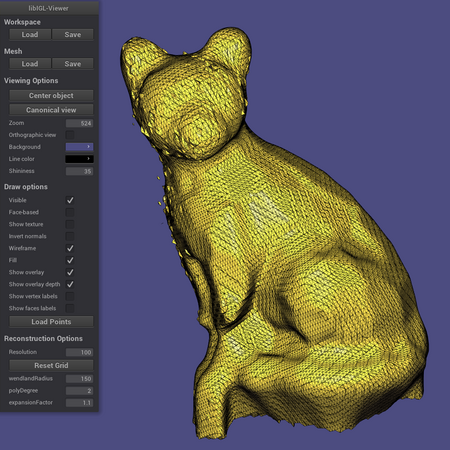 libIGL-Viewer
Workspace
Load Save
Mesh
Load Save
Viewing Options
Center object
Canonical view
Zoom 524
Orthographic view
Background
Line color
Shininess 35
Draw options
Visible
Face-based
Show texture
Invert normals
Wireframe
Fill
Show overlay
Show overlay depth
Show vertex labels
Show faces labels
Load Points
Reconstruction Options
Resolution 100
Reset Grid
wendlandRadius 150
polyDegree 2
expansionFactor 1.1